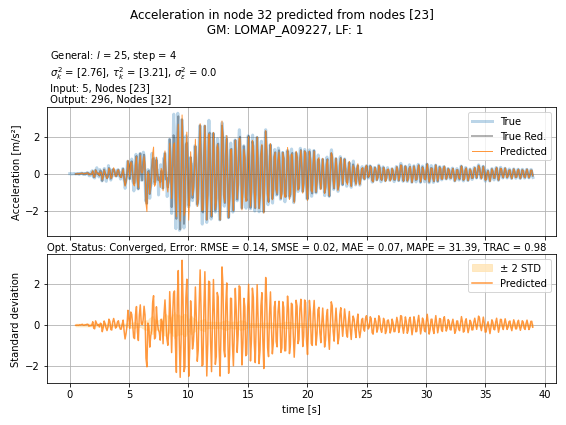 Acceleration in node 32 predicted from nodes [23]
GM: LOMAP_A09227, LF: 1
General: l = 25, step = 4
σ²ₖ = [2.76], τ²ₖ = [3.21], σ²ₑ = 0.0
Input: 5, Nodes [23]
Output: 296, Nodes [32]
Acceleration [m/s²]
2
0
−2
True
True Red.
Predicted
Opt. Status: Converged, Error: RMSE = 0.14, SMSE = 0.02, MAE = 0.07, MAPE = 31.39, TRAC = 0.98
Standard deviation
2
0
−2
± 2 STD
Predicted
0 5 10 15 20 25 30 35 40
time [s]